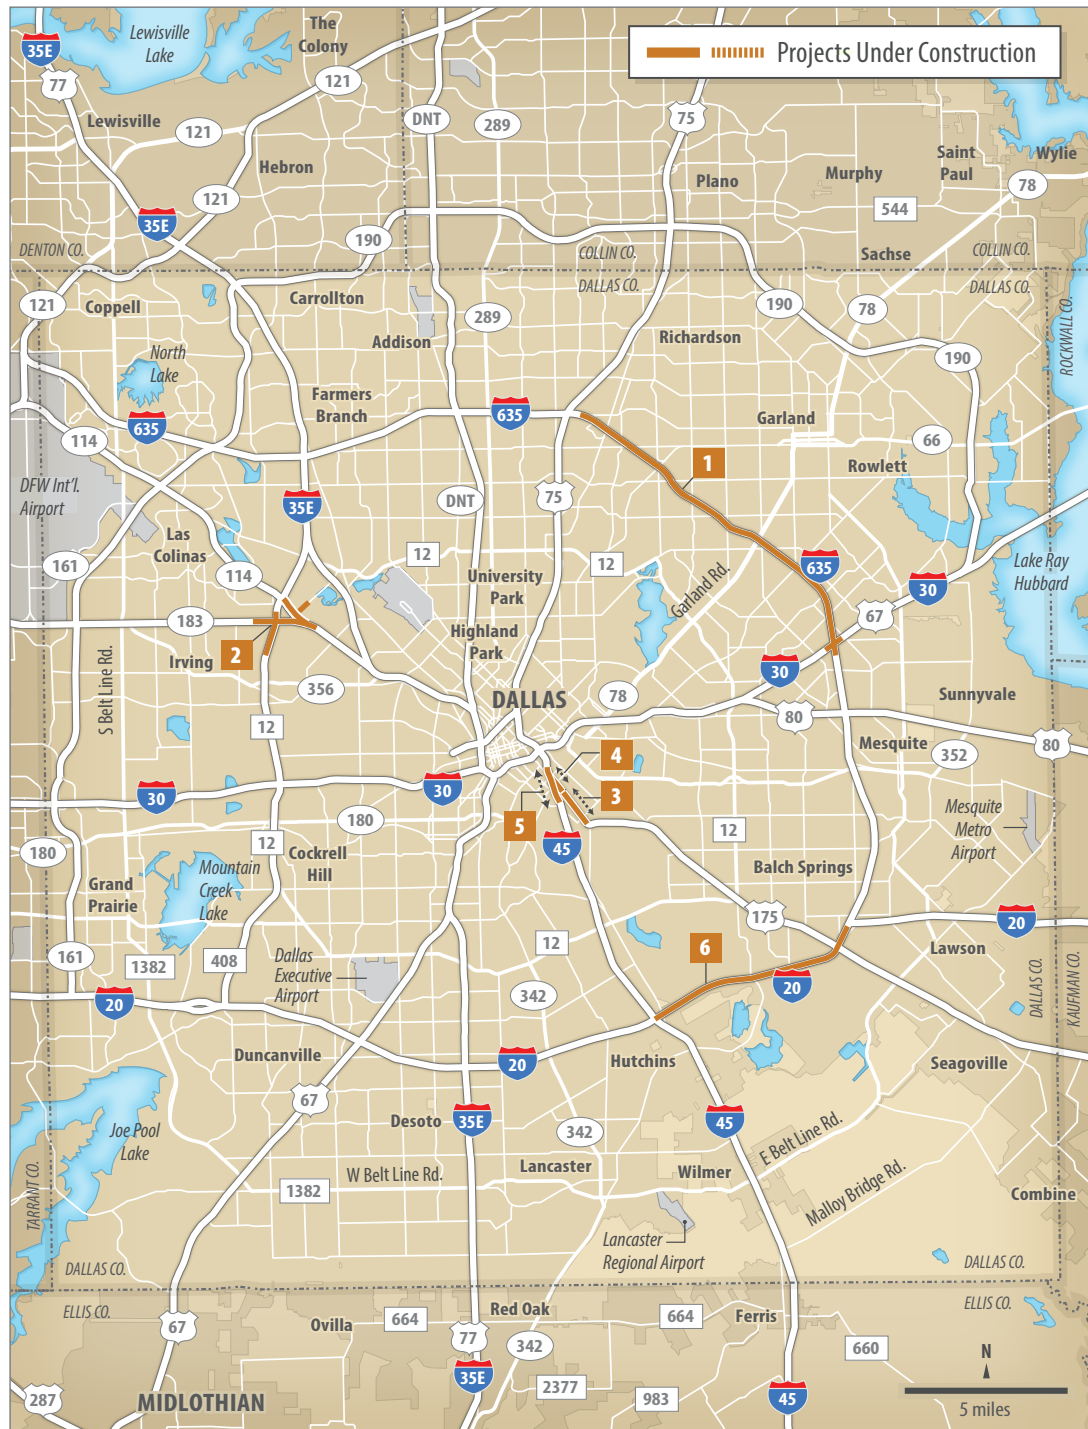 Projects Under Construction
35E
Lewisville
Lake
The
Colony
77
121
Lewisville
121
DNT
289
75
Hebron
121
Plano
Murphy
Saint
Paul
Wylie
78
544
35E
190
DENTON CO.
COLLIN CO.
DALLAS CO.
Sachse
COLLIN CO.
DALLAS CO.
121
Coppell
Carrollton
289
190
78
ROCKWALL CO.
Addison
Richardson
190
North
Lake
Farmers
Branch
635
635
Garland
114
66
1
Rowlett
DFW Int'l.
Airport
DNT
75
35E
Las
Colinas
161
114
12
University
Park
12
Garland Rd.
635
30
Lake Ray
Hubbard
183
67
Highland
Park
2
Irving
S Belt Line Rd.
356
30
78
DALLAS
Sunnyvale
12
80
Mesquite
80
352
4
30
30
3
5
180
12
45
12
Mesquite
Metro
Airport
180
Cockrell
Hill
Mountain
Creek
Lake
Grand
Prairie
Balch Springs
175
20
161
1382
408
Dallas
Executive
Airport
12
6
Lawson
342
20
20
DALLAS CO.
KAUFMAN CO.
Duncanville
20
Hutchins
Seagoville
67
Desoto
35E
342
45
E Belt Line Rd.
Joe Pool
Lake
Lancaster
Wilmer
W Belt Line Rd.
1382
Malloy Bridge Rd.
Combine
TARRANT CO.
Lancaster
Regional Airport
DALLAS CO.
ELLIS CO.
DALLAS CO.
ELLIS CO.
67
Ovilla
664
Red Oak
664
Ferris
77
342
660
N
35E
2377
983
45
287
MIDLOTHIAN
5 miles